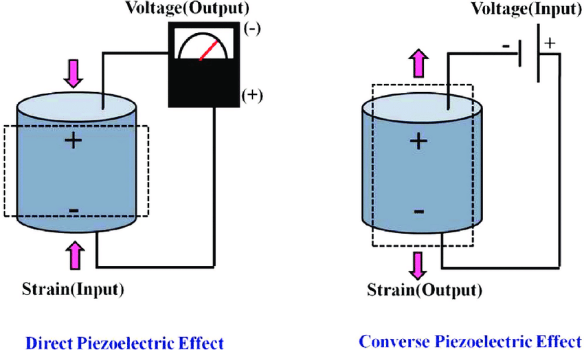 Voltage(Output)
(-)
(+)
+
-
Strain(Input)
Direct Piezoelectric Effect
Voltage(Input)
- +
+
-
Strain(Output)
Converse Piezoelectric Effect